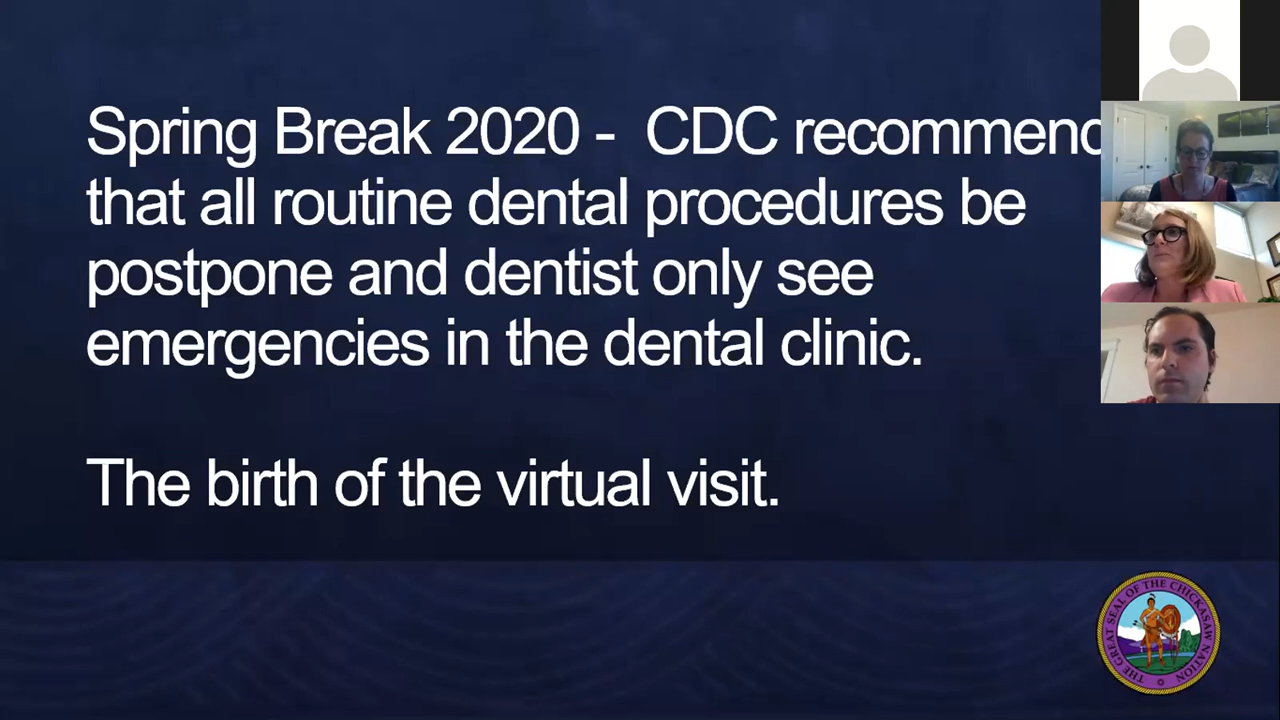 Spring Break 2020 - CDC recommend
that all routine dental procedures be
postpone and dentist only see
emergencies in the dental clinic.
The birth of the virtual visit.
THE GREAT SEAL OF THE CHICKASAW NATION